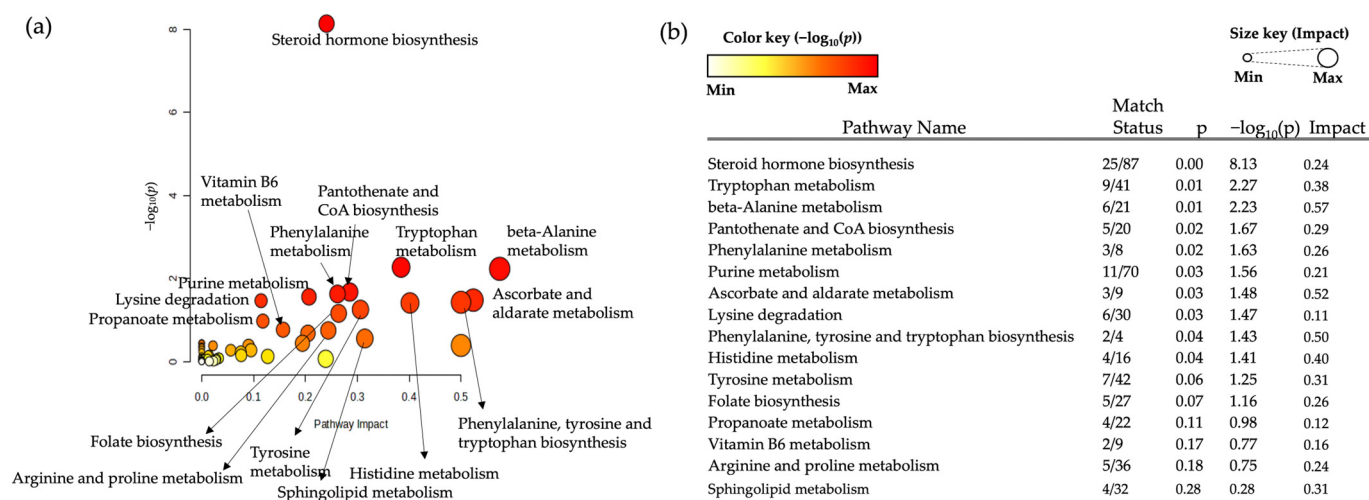 (a)
8
6
4
2
0
−log10(p)
Steroid hormone biosynthesis
Vitamin B6
metabolism
Pantothenate and
CoA biosynthesis
Phenylalanine
metabolism
Tryptophan
metabolism
beta-Alanine
metabolism
Purine metabolism
Lysine degradation
Propanoate metabolism
Ascorbate and
aldarate metabolism
0.0 0.1 0.2 0.3 0.4 0.5
Pathway Impact
Folate biosynthesis
Phenylalanine, tyrosine and
tryptophan biosynthesis
Tyrosine
metabolism
Arginine and proline metabolism
Histidine metabolism
Sphingolipid metabolism
(b)
Color key (−log10(p))
Min Max
Size key (Impact)
Min Max
Pathway Name Match Status p −log10(p) Impact
Steroid hormone biosynthesis 25/87 0.00 8.13 0.24
Tryptophan metabolism 9/41 0.01 2.27 0.38
beta-Alanine metabolism 6/21 0.01 2.23 0.57
Pantothenate and CoA biosynthesis 5/20 0.02 1.67 0.29
Phenylalanine metabolism 3/8 0.02 1.63 0.26
Purine metabolism 11/70 0.03 1.56 0.21
Ascorbate and aldarate metabolism 3/9 0.03 1.48 0.52
Lysine degradation 6/30 0.03 1.47 0.11
Phenylalanine, tyrosine and tryptophan biosynthesis 2/4 0.04 1.43 0.50
Histidine metabolism 4/16 0.04 1.41 0.40
Tyrosine metabolism 7/42 0.06 1.25 0.31
Folate biosynthesis 5/27 0.07 1.16 0.26
Propanoate metabolism 4/22 0.11 0.98 0.12
Vitamin B6 metabolism 2/9 0.17 0.77 0.16
Arginine and proline metabolism 5/36 0.18 0.75 0.24
Sphingolipid metabolism 4/32 0.28 0.28 0.31